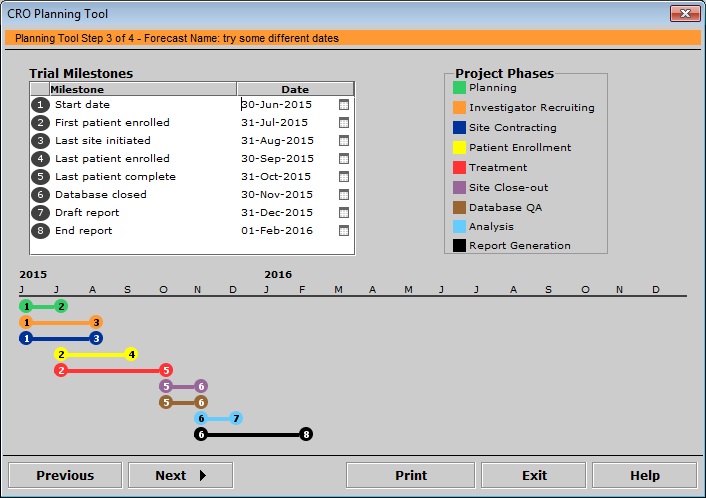 CRO Planning Tool
Planning Tool Step 3 of 4 - Forecast Name: try some different dates
Trial Milestones
Milestone Date
1 Start date 30-Jun-2015
2 First patient enrolled 31-Jul-2015
3 Last site initiated 31-Aug-2015
4 Last patient enrolled 30-Sep-2015
5 Last patient complete 31-Oct-2015
6 Database closed 30-Nov-2015
7 Draft report 31-Dec-2015
8 End report 01-Feb-2016
Project Phases
Planning
Investigator Recruiting
Site Contracting
Patient Enrollment
Treatment
Site Close-out
Database QA
Analysis
Report Generation
2015 2016
J J A S O N D J F M A M J J A S O N D
1 2
1 3
1 3
2 4
2 5
5 6
5 6
6 7
6 8
Previous Next Print Exit Help